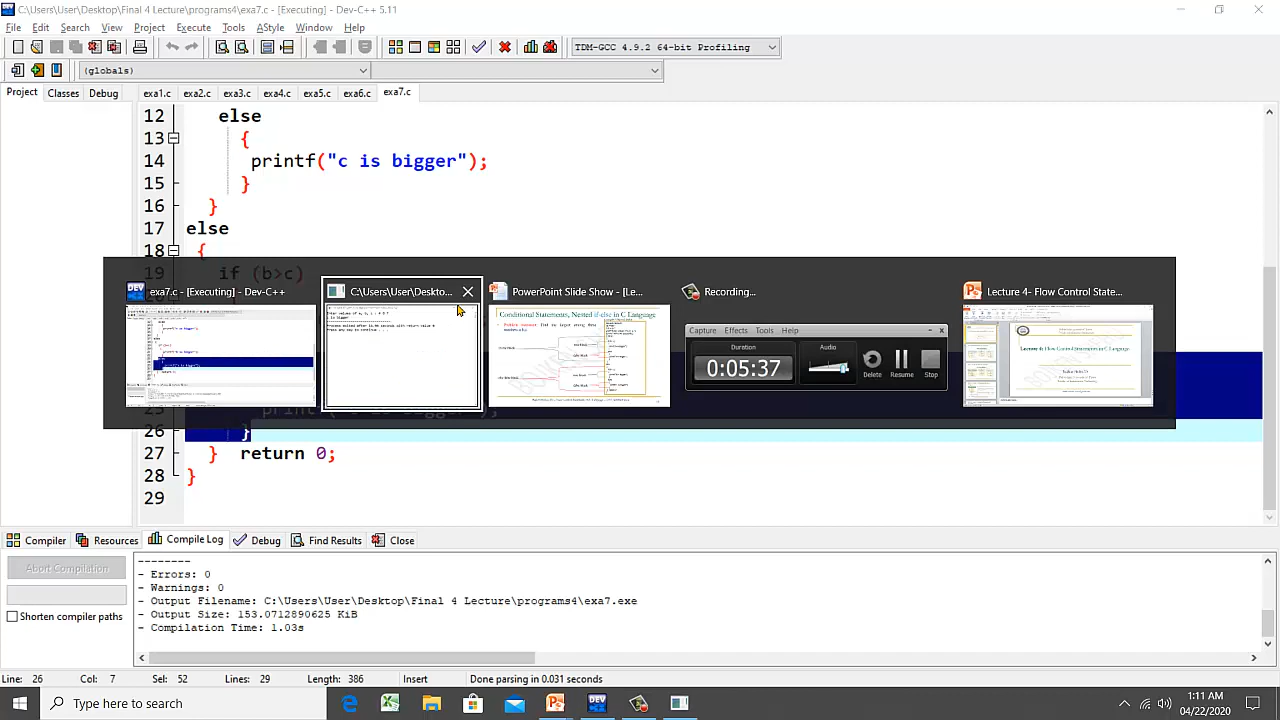 C:\Users\User\Desktop\Final 4 Lecture\programs4\exa7.c - [Executing] - Dev-C++ 5.11
File Edit Search View Project Execute Tools AStyle Window Help
TDM-GCC 4.9.2 64-bit Profiling
(globals)
Project Classes Debug
exa1.c exa2.c exa3.c exa4.c exa5.c exa6.c exa7.c
12 else
13 {
14 printf("c is bigger");
15 }
16 }
17 else
18 {
19 if (b>c)
exa7.c - [Executing] - Dev-C++
C:\Users\User\Deskto...
PowerPoint Slide Show - [Le...
Recording...
Lecture 4- Flow Control State...
Conditional Statements, Nested if-else in C Language
Capture Effects Tools Help
Duration
0:05:37
Audio
Delete Resume Stop
Lecture 4: Flow Control Statements in C Language
26 }
27 } return 0;
28 }
29
Compiler Resources Compile Log Debug Find Results Close
Abort Compilation
Shorten compiler paths
--------
- Errors: 0
- Warnings: 0
- Output Filename: C:\Users\User\Desktop\Final 4 Lecture\programs4\exa7.exe
- Output Size: 153.0712890625 KiB
- Compilation Time: 1.03s
Line: 26 Col: 7 Sel: 52 Lines: 29 Length: 386 Insert Done parsing in 0.031 seconds
Type here to search
1:11 AM
04/22/2020